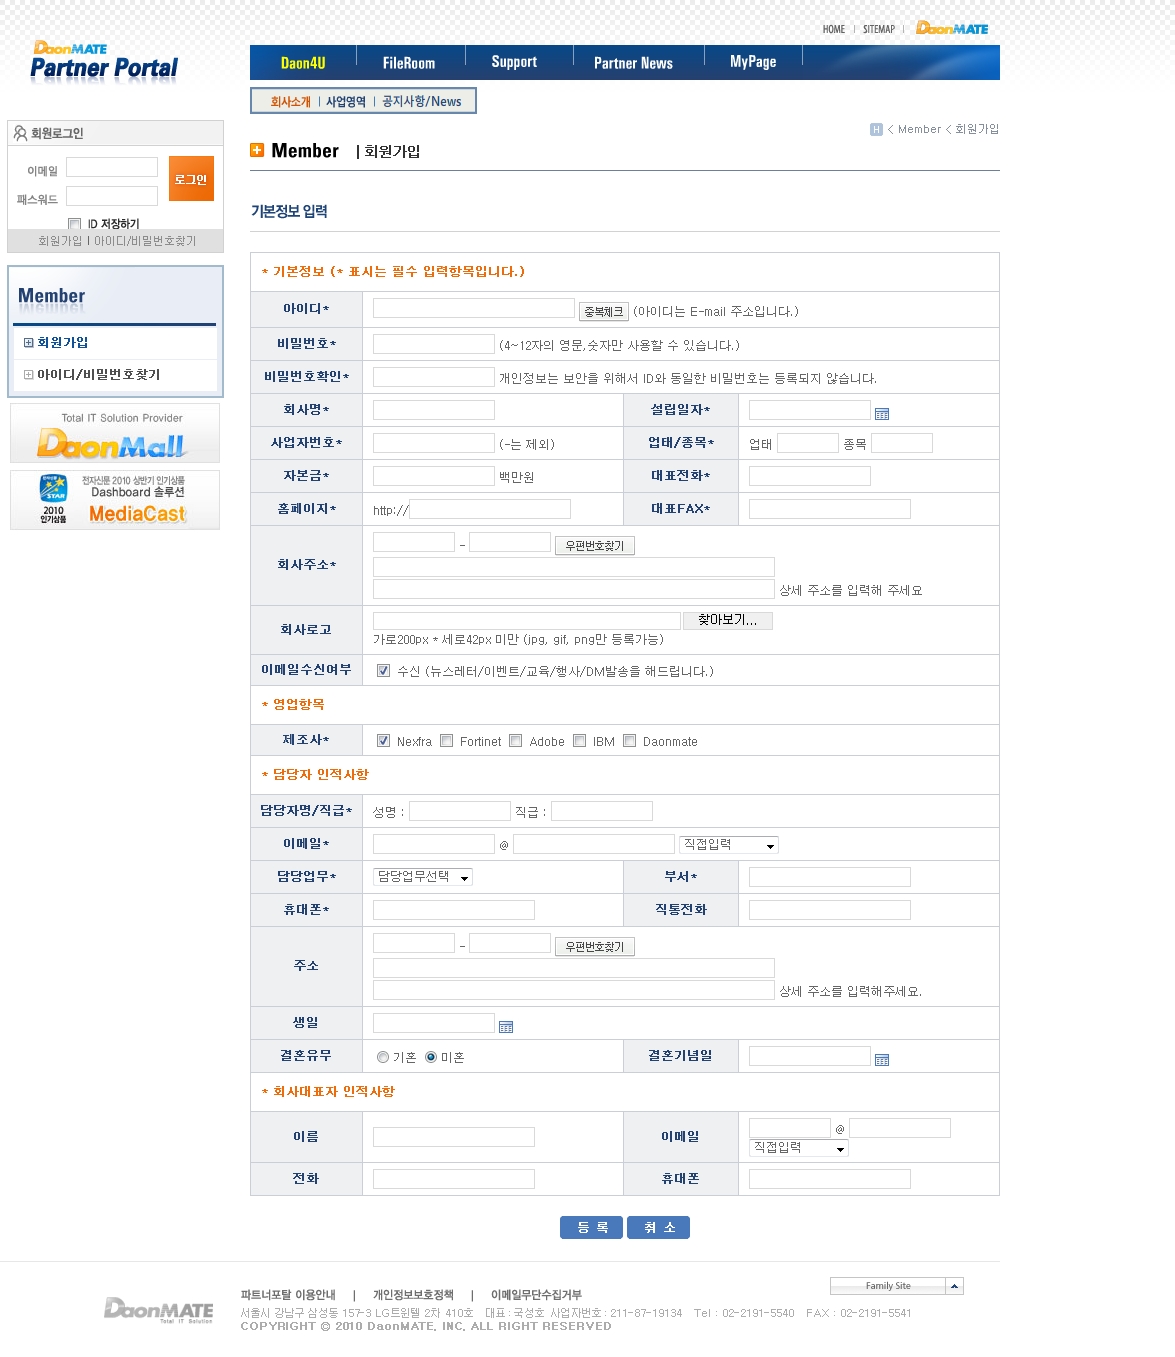 HOME | SITEMAP | DaonMATE
DaonMATE
Partner Portal
Daon4U FileRoom Support Partner News MyPage
회사소개 | 사업영역 | 공지사항/News
H < Member < 회원가입
회원로그인
이메일
패스워드
로그인
ID 저장하기
회원가입 | 아이디/비밀번호찾기
Member
회원가입
아이디/비밀번호찾기
Total IT Solution Provider
DaonMall
전자신문 2010 상반기 인기상품
Dashboard 솔루션
STAR
2010
인기상품
MediaCast
Member | 회원가입
기본정보 입력
* 기본정보 (* 표시는 필수 입력항목입니다.)
아이디* 중복체크 (아이디는 E-mail 주소입니다.)
비밀번호* (4~12자의 영문,숫자만 사용할 수 있습니다.)
비밀번호확인* 개인정보는 보안을 위해서 ID와 동일한 비밀번호는 등록되지 않습니다.
회사명* 설립일자*
사업자번호* (-는 제외) 업태/종목* 업태 종목
자본금* 백만원 대표전화*
홈페이지* http:// 대표FAX*
회사주소* - 우편번호찾기
상세 주소를 입력해 주세요
회사로고 찾아보기...
가로200px * 세로42px 미만 (jpg, gif, png만 등록가능)
이메일수신여부 수신 (뉴스레터/이벤트/교육/행사/DM발송을 해드립니다.)
* 영업항목
제조사* Nexfra Fortinet Adobe IBM Daonmate
* 담당자 인적사항
담당자명/직급* 성명 : 직급 :
이메일* @ 직접입력
담당업무* 담당업무선택 부서*
휴대폰* 직통전화
주소 - 우편번호찾기
상세 주소를 입력해주세요.
생일
결혼유무 기혼 미혼 결혼기념일
* 회사대표자 인적사항
이름 이메일 @
직접입력
전화 휴대폰
등 록 취 소
Family Site
DaonMATE
Total IT Solution
파트너포탈 이용안내 | 개인정보보호정책 | 이메일무단수집거부
서울시 강남구 삼성동 157-3 LG트윈텔 2차 410호 대표 : 국성호 사업자번호 : 211-87-19134 Tel : 02-2191-5540 FAX : 02-2191-5541
COPYRIGHT © 2010 DaonMATE, INC, ALL RIGHT RESERVED